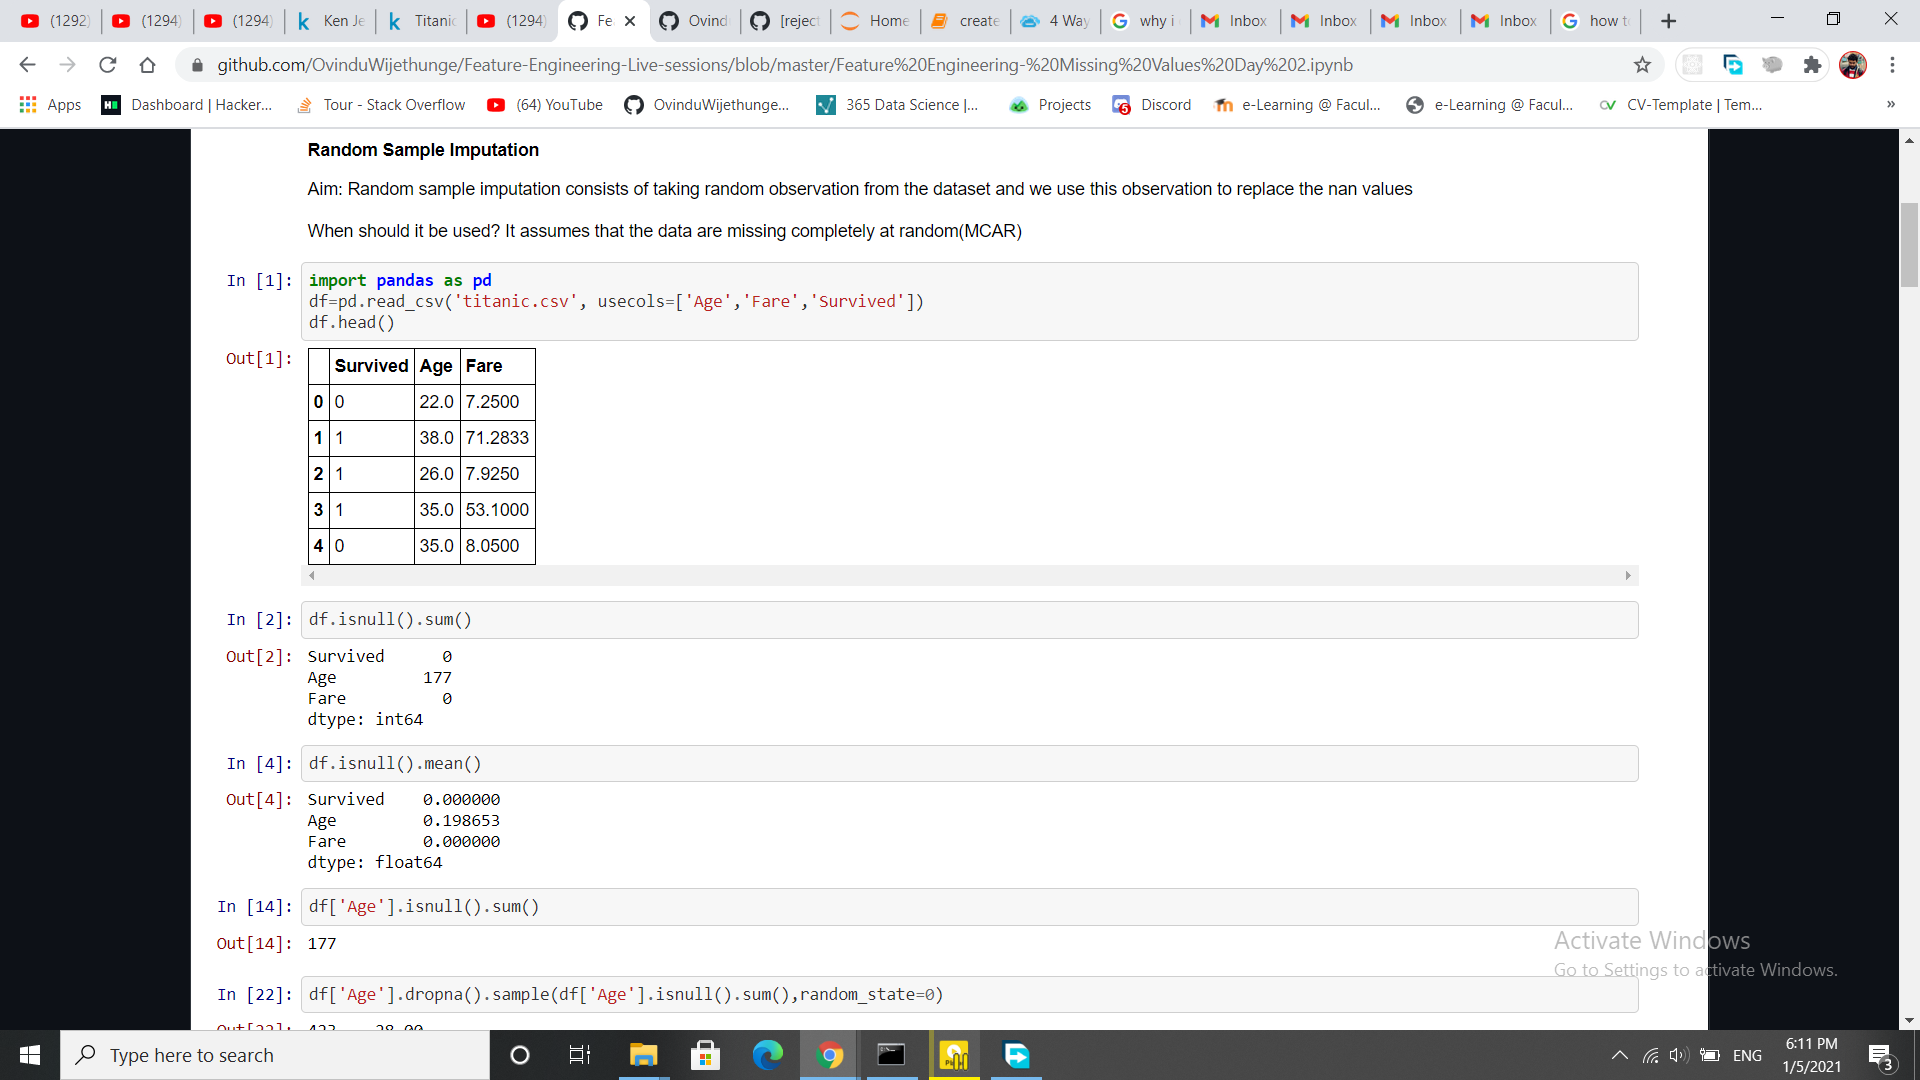 (1292)
(1294)
(1294)
Ken Je
Titanic
(1294)
Fe
Ovind
[reject
Home
create
4 Way
why i
Inbox
Inbox
Inbox
Inbox
how t
github.com/OvinduWijethunge/Feature-Engineering-Live-sessions/blob/master/Feature%20Engineering-%20Missing%20Values%20Day%202.ipynb
Apps
Dashboard | Hacker...
Tour - Stack Overflow
(64) YouTube
OvinduWijethunge...
365 Data Science |...
Projects
5
Discord
e-Learning @ Facul...
e-Learning @ Facul...
CV-Template | Tem...
»
Random Sample Imputation
Aim: Random sample imputation consists of taking random observation from the dataset and we use this observation to replace the nan values
When should it be used? It assumes that the data are missing completely at random(MCAR)
In [1]: import pandas as pd
df=pd.read_csv('titanic.csv', usecols=['Age','Fare','Survived'])
df.head()
Out[1]:
Survived Age Fare
0 0 22.0 7.2500
1 1 38.0 71.2833
2 1 26.0 7.9250
3 1 35.0 53.1000
4 0 35.0 8.0500
In [2]: df.isnull().sum()
Out[2]: Survived 0
Age 177
Fare 0
dtype: int64
In [4]: df.isnull().mean()
Out[4]: Survived 0.000000
Age 0.198653
Fare 0.000000
dtype: float64
In [14]: df['Age'].isnull().sum()
Out[14]: 177
In [22]: df['Age'].dropna().sample(df['Age'].isnull().sum(),random_state=0)
Out[22]: 423 28.00
Activate Windows
Go to Settings to activate Windows.
Type here to search
ENG
6:11 PM
1/5/2021
3